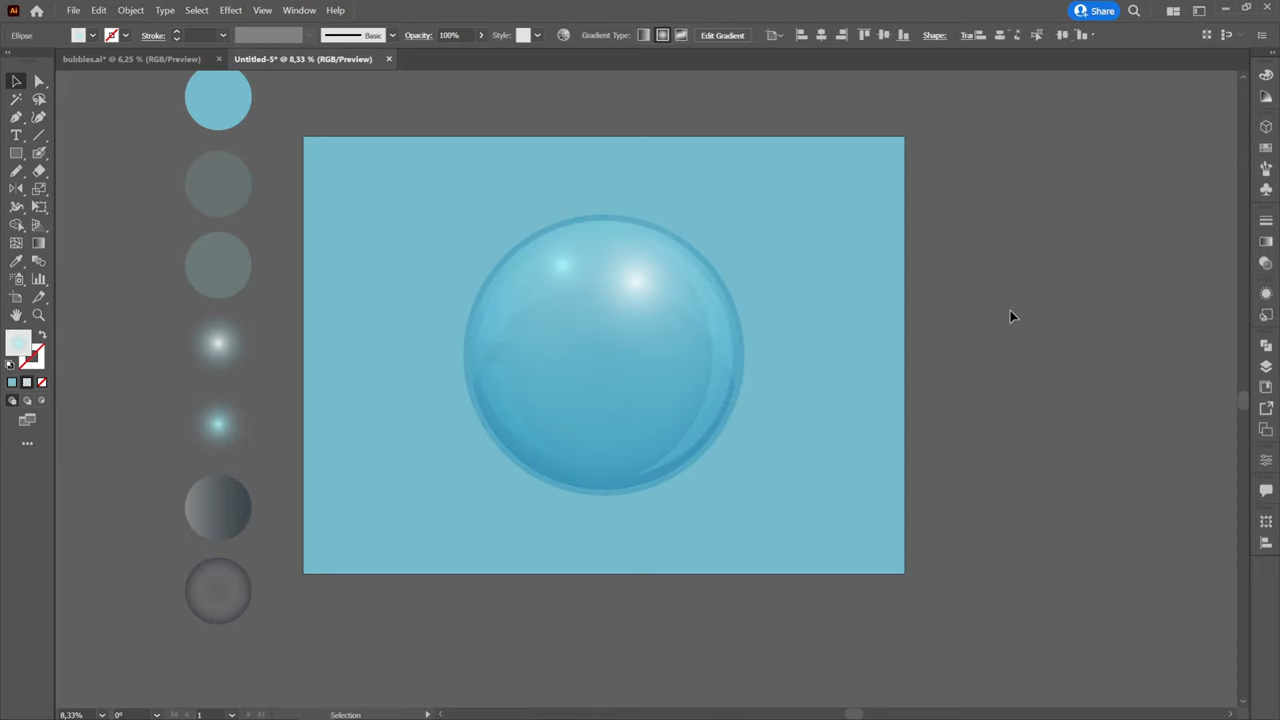 Ai File Edit Object Type Select Effect View Window Help Share
Ellipse Stroke: Basic Opacity: 100% Style: Gradient Type: Edit Gradient Shape:
bubbles.ai* @ 6,25 % (RGB/Preview) × Untitled-5* @ 8,33 % (RGB/Preview) ×
8,33% 0° 1 Selection